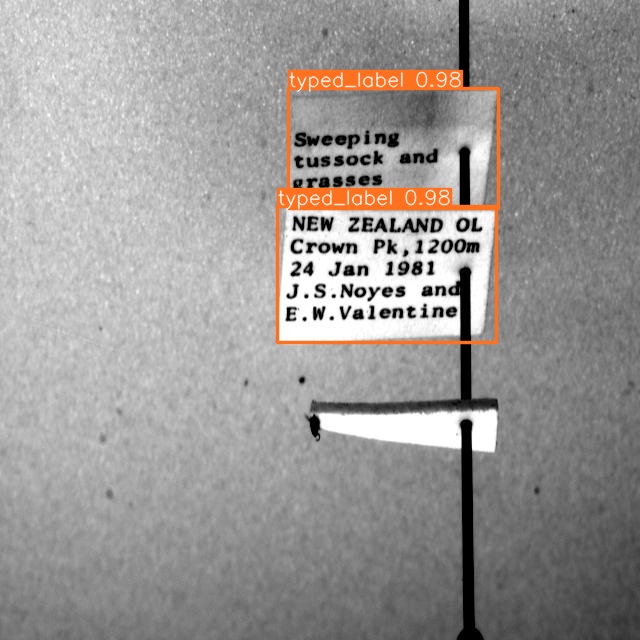 typed_label 0.98
Sweeping
tussock and
grasses
typed_label 0.98
NEW ZEALAND OL
Crown Pk,1200m
24 Jan 1981
J.S.Noyes and
E.W.Valentine